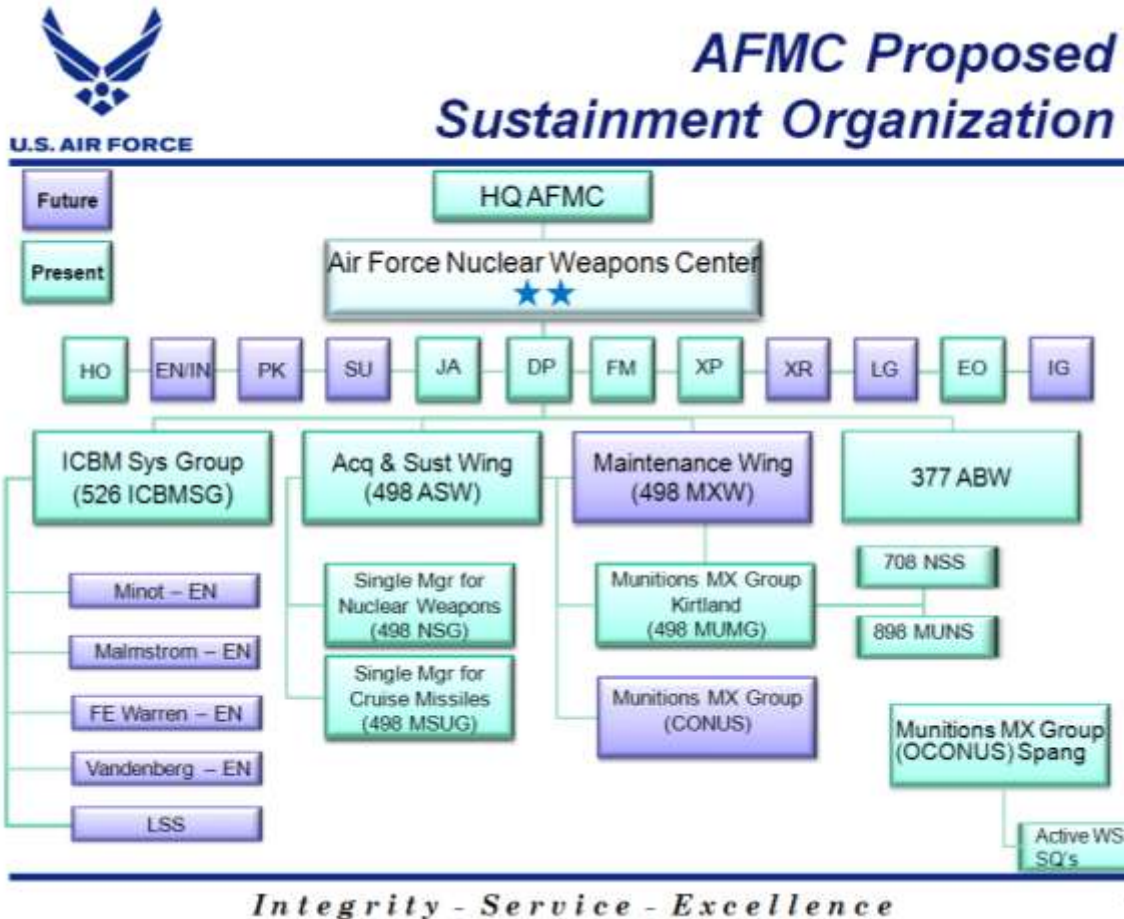 AFMC Proposed
Sustainment Organization
U.S. AIR FORCE
Future
Present
HQ AFMC
Air Force Nuclear Weapons Center
HO
EN/IN
PK
SU
JA
DP
FM
XP
XR
LG
EO
IG
ICBM Sys Group
(526 ICBMSG)
Acq & Sust Wing
(498 ASW)
Maintenance Wing
(498 MXW)
377 ABW
Minot – EN
Malmstrom – EN
FE Warren – EN
Vandenberg – EN
LSS
Single Mgr for
Nuclear Weapons
(498 NSG)
Single Mgr for
Cruise Missiles
(498 MSUG)
Munitions MX Group
Kirtland
(498 MUMG)
Munitions MX Group
(CONUS)
708 NSS
898 MUNS
Munitions MX Group
(OCONUS) Spang
Active WS
SQ's
Integrity - Service - Excellence